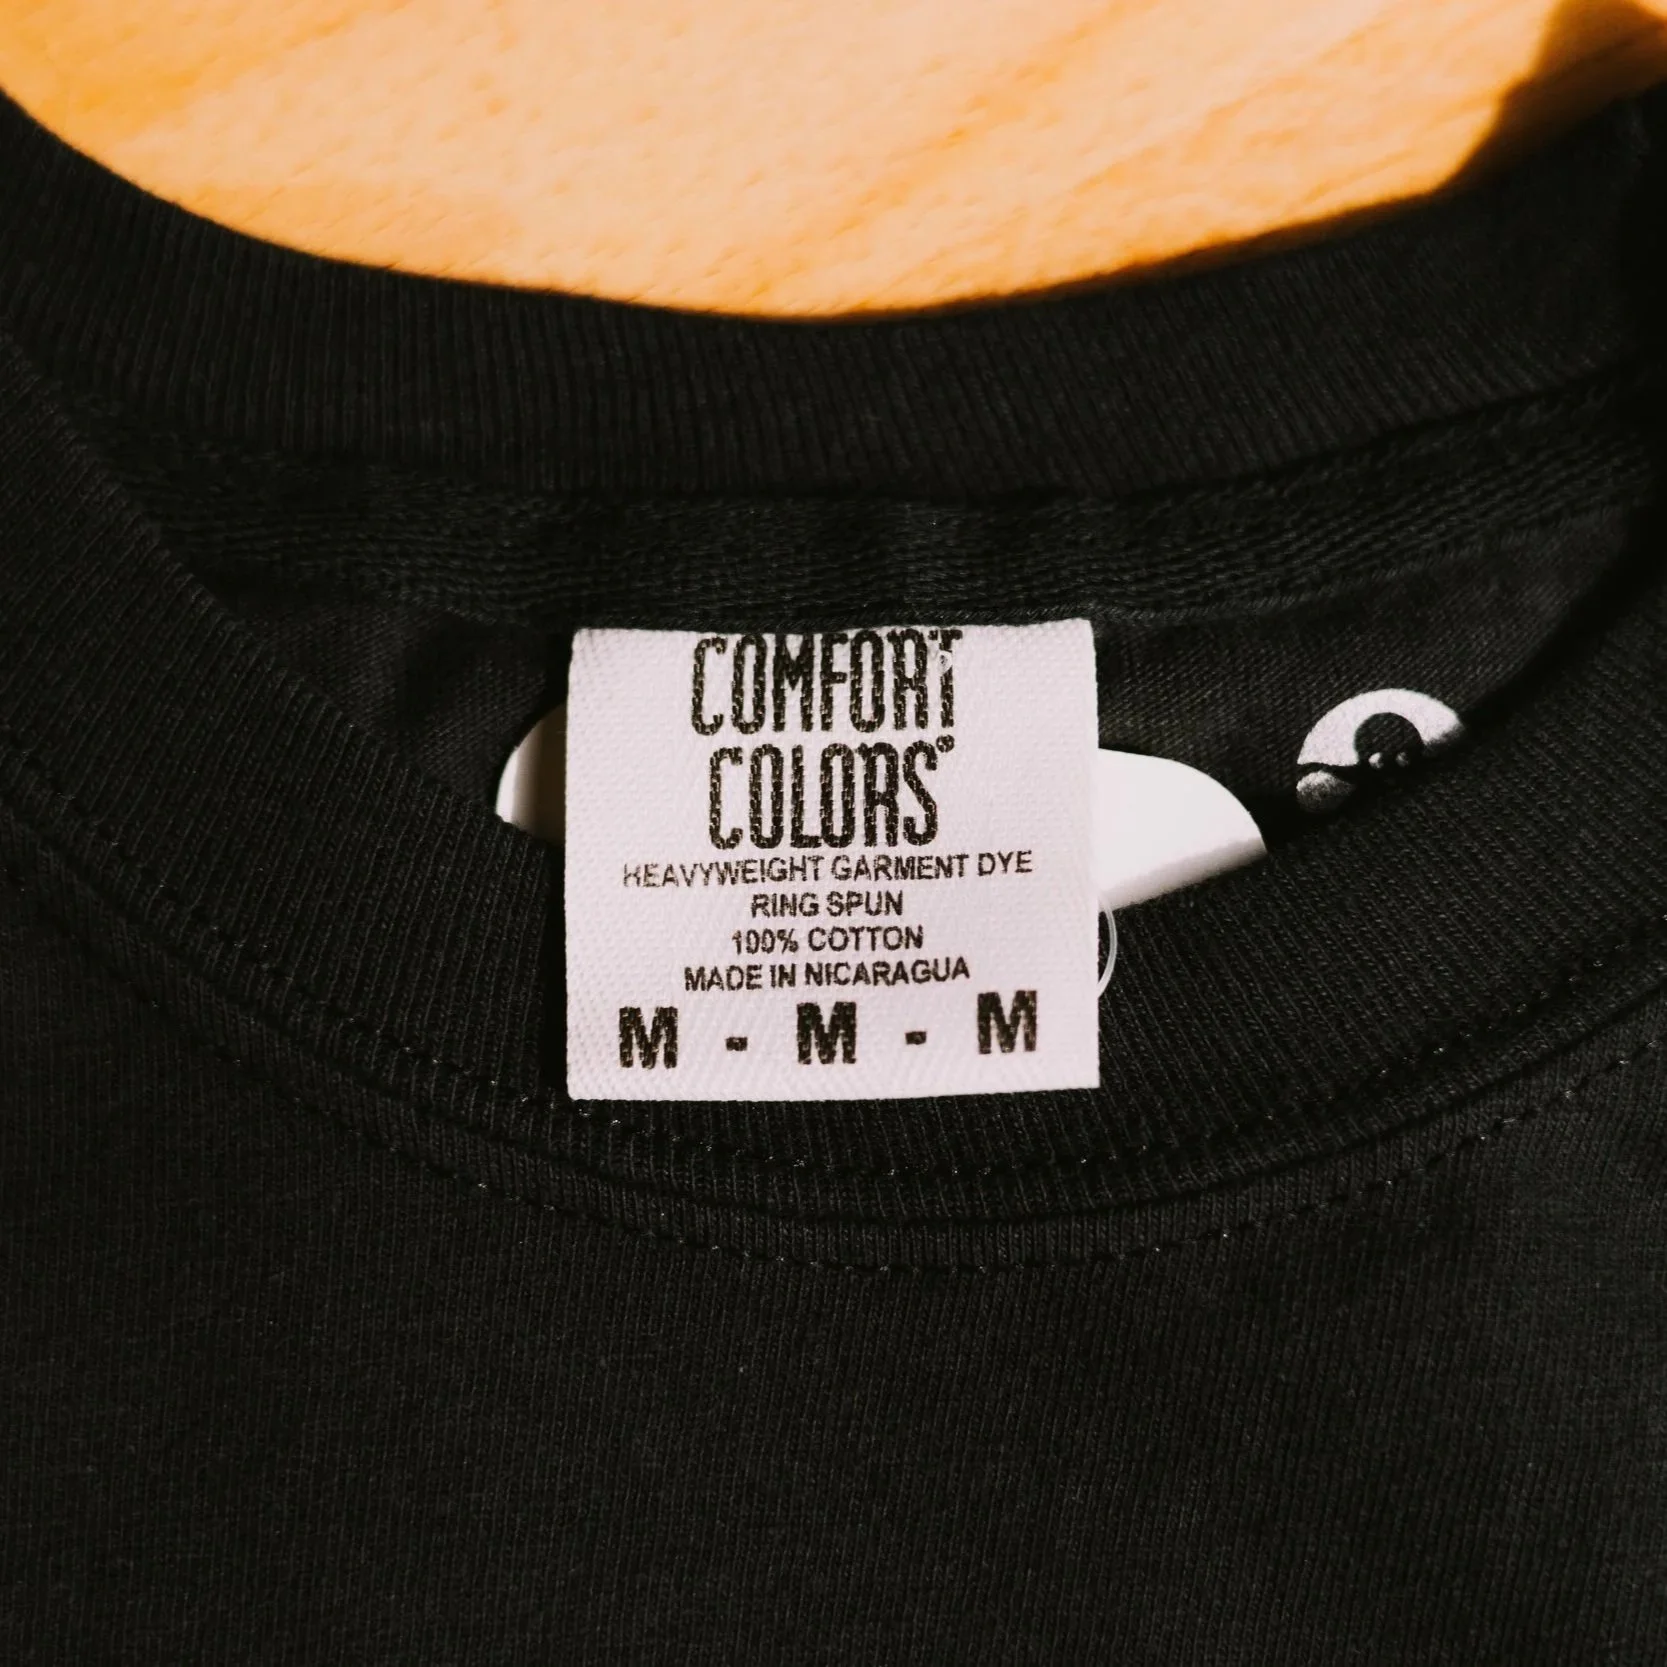 COMFORT
COLORS®
HEAVYWEIGHT GARMENT DYE
RING SPUN
100% COTTON
MADE IN NICARAGUA
M - M - M